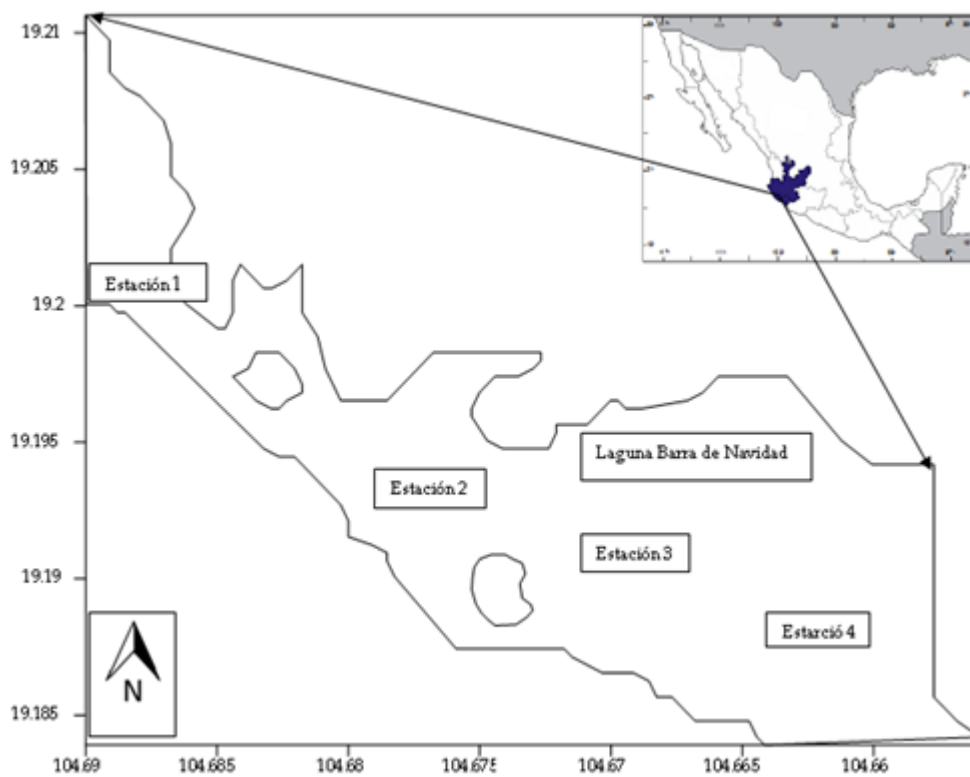 19.21
19.205
Estación 1
19.2
19.195
Laguna Barra de Navidad
Estación 2
Estación 3
19.19
Estarció 4
N
19.185
104.69 104.685 104.68 104.675 104.67 104.665 104.66